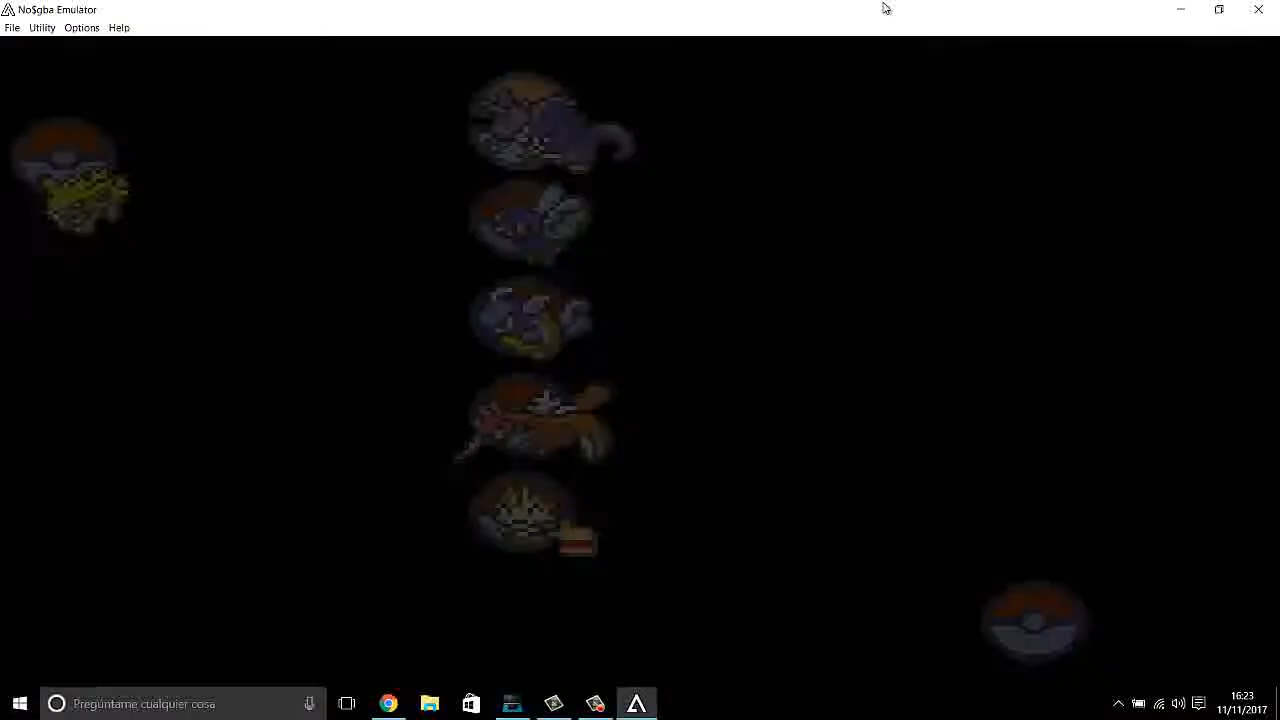 No$gba Emulator
File Utility Options Help
Pregúntame cualquier cosa
16:23
11/11/2017